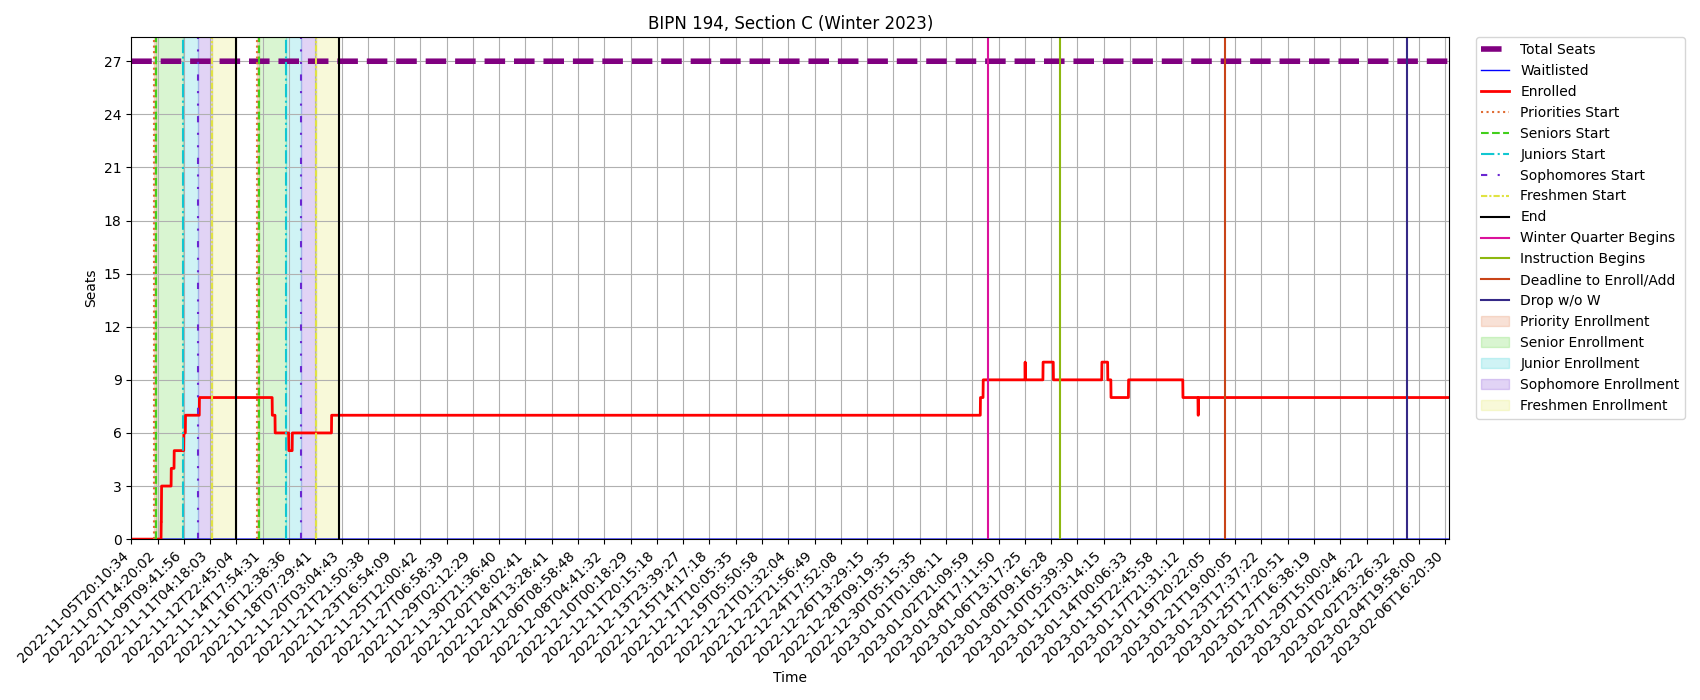 BIPN 194, Section C (Winter 2023)
Seats
27
24
21
18
15
12
9
6
3
0
2022-11-05T20:10:34
2022-11-07T14:20:02
2022-11-09T09:41:56
2022-11-11T04:18:03
2022-11-12T22:45:04
2022-11-14T17:54:31
2022-11-16T12:38:36
2022-11-18T07:29:41
2022-11-20T03:04:43
2022-11-21T21:50:38
2022-11-23T16:54:09
2022-11-25T12:00:42
2022-11-27T06:58:39
2022-11-29T02:12:29
2022-11-30T21:36:40
2022-12-02T18:02:41
2022-12-04T13:28:41
2022-12-06T08:58:48
2022-12-08T04:41:32
2022-12-10T00:18:29
2022-12-11T20:15:18
2022-12-13T23:39:27
2022-12-15T14:17:18
2022-12-17T10:05:35
2022-12-19T05:50:58
2022-12-21T01:32:04
2022-12-22T21:56:49
2022-12-24T17:52:08
2022-12-26T13:29:15
2022-12-28T09:19:35
2022-12-30T05:15:35
2023-01-01T01:08:11
2023-01-02T21:09:59
2023-01-04T17:11:50
2023-01-06T13:17:25
2023-01-08T09:16:28
2023-01-10T05:39:30
2023-01-12T03:14:15
2023-01-14T00:06:33
2023-01-15T22:45:58
2023-01-17T21:31:12
2023-01-19T20:22:05
2023-01-21T19:00:05
2023-01-23T17:37:22
2023-01-25T17:20:51
2023-01-27T16:38:19
2023-01-29T15:00:04
2023-02-01T02:46:22
2023-02-02T23:26:32
2023-02-04T19:58:00
2023-02-06T16:20:30
Time
Total Seats
Waitlisted
Enrolled
Priorities Start
Seniors Start
Juniors Start
Sophomores Start
Freshmen Start
End
Winter Quarter Begins
Instruction Begins
Deadline to Enroll/Add
Drop w/o W
Priority Enrollment
Senior Enrollment
Junior Enrollment
Sophomore Enrollment
Freshmen Enrollment